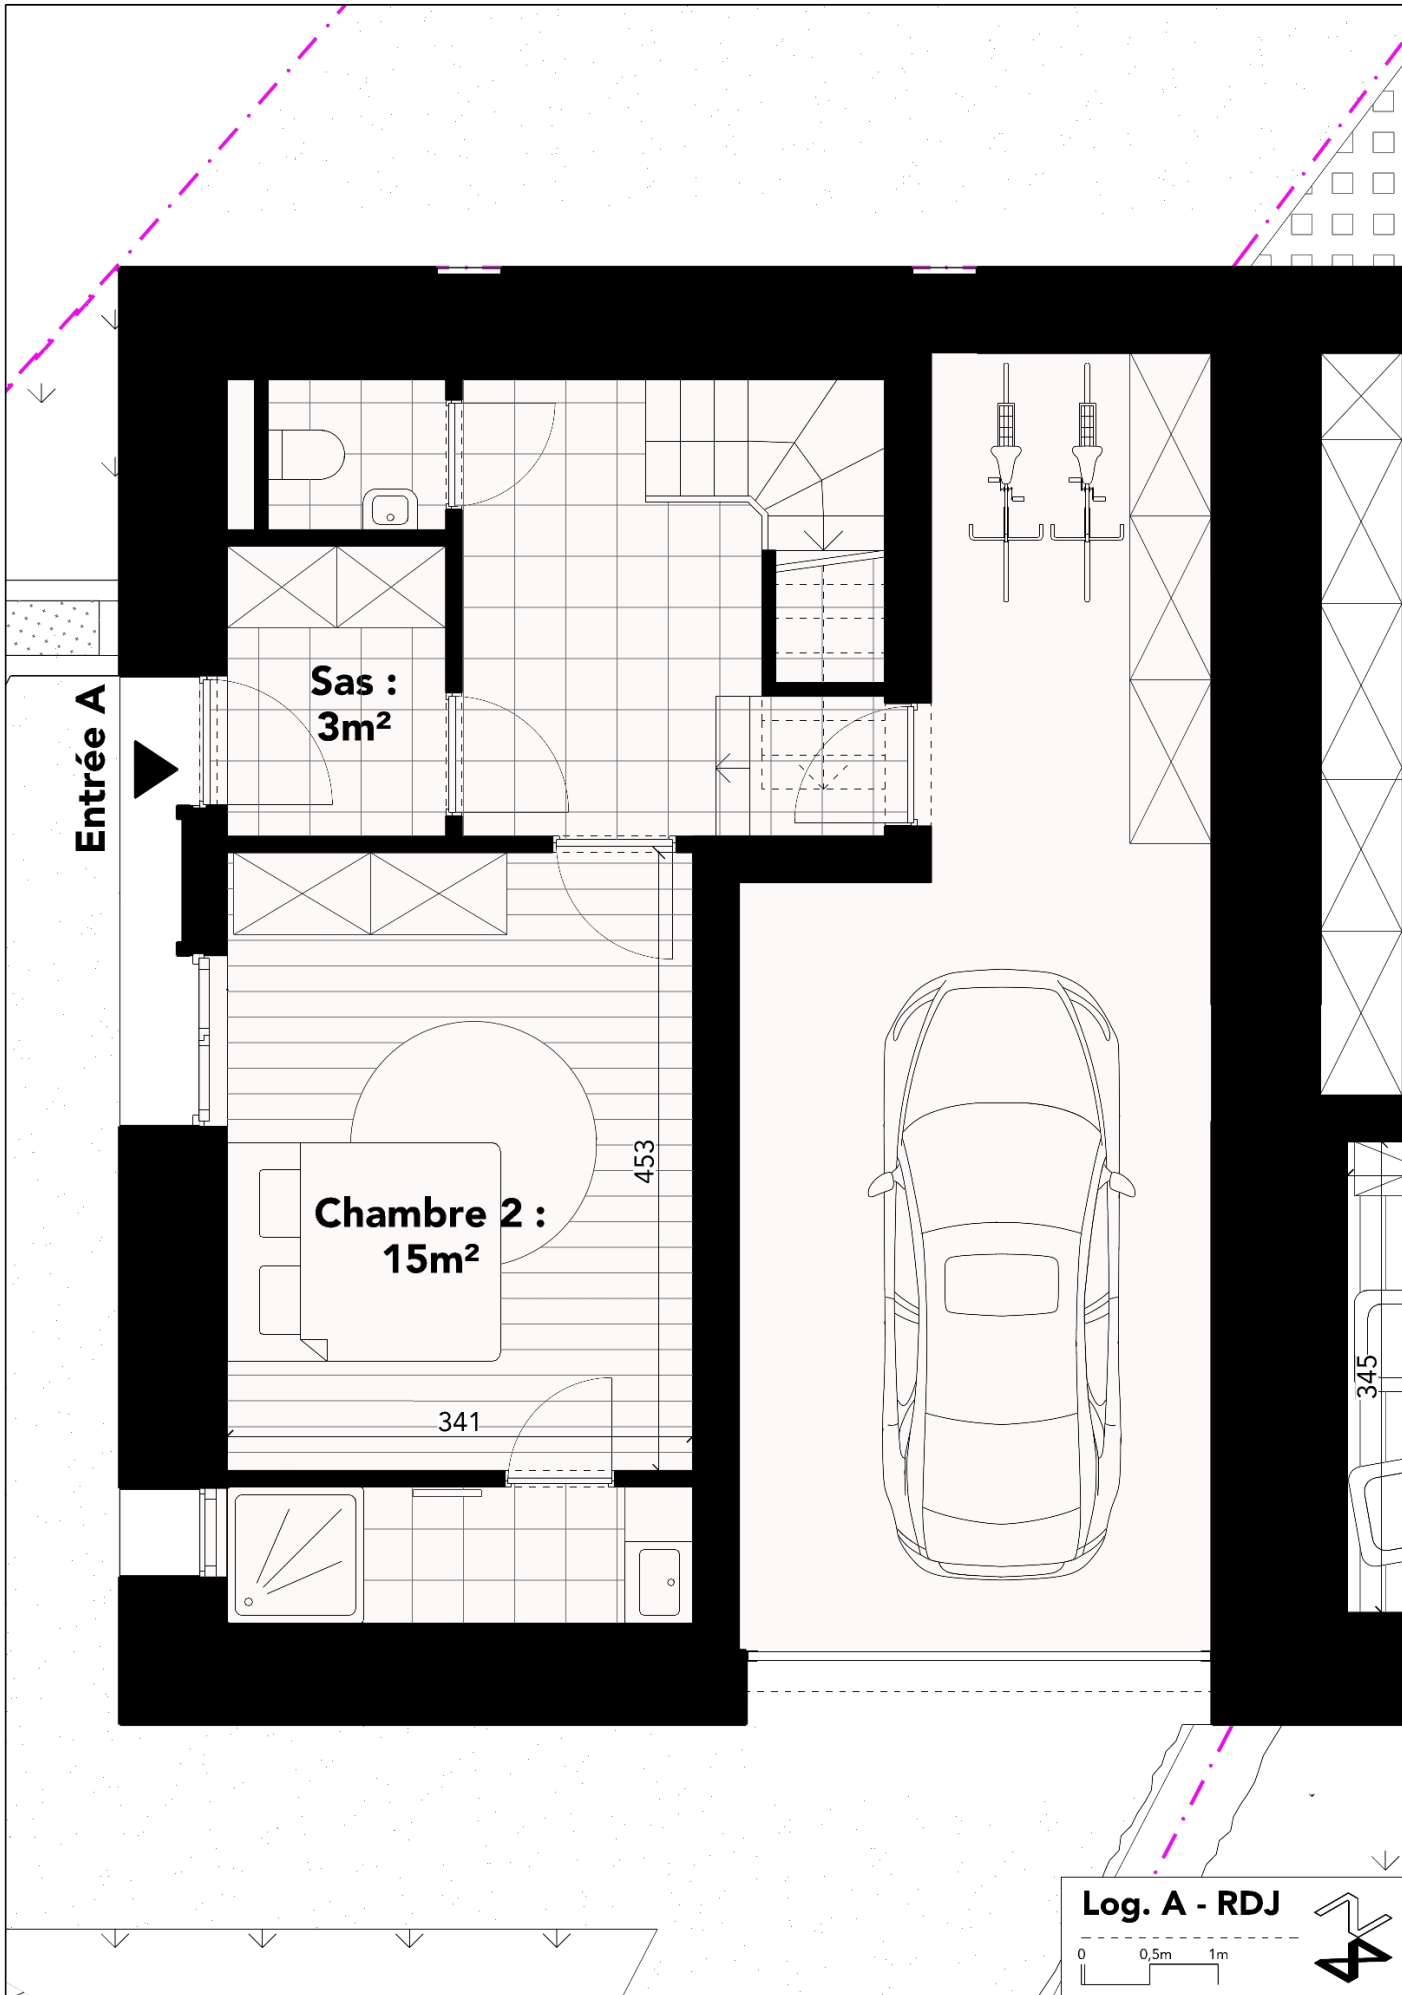 Sas :
3m²
Entrée A
453
Chambre 2 :
15m²
345
341
Log. A - RDJ
0 0,5m 1m